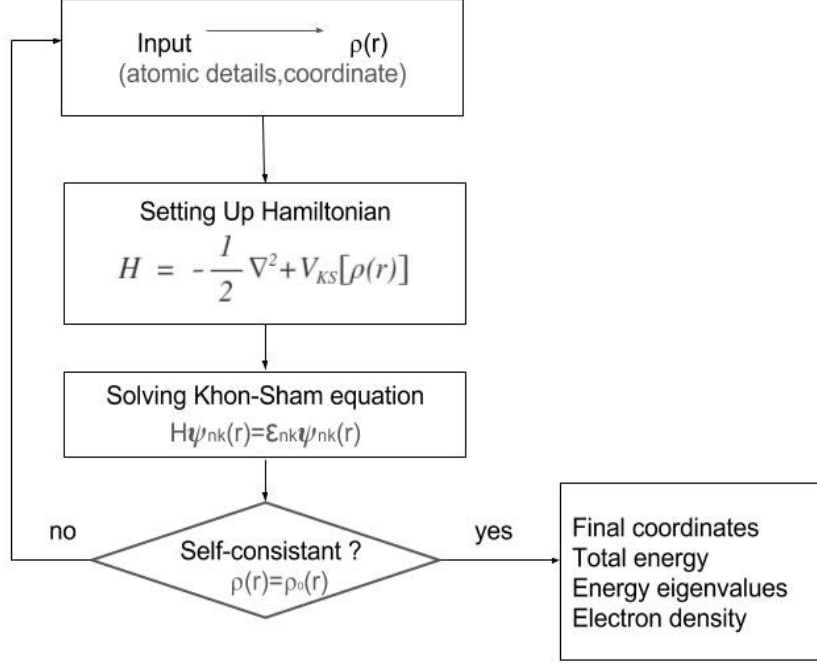 Input ρ(r)
(atomic details,coordinate)
Setting Up Hamiltonian
H = - 1/2 ∇² + V_KS[ρ(r)]
Solving Khon-Sham equation
Hψnk(r)=εnkψnk(r)
no
yes
Self-consistant ?
ρ(r)=ρ₀(r)
Final coordinates
Total energy
Energy eigenvalues
Electron density